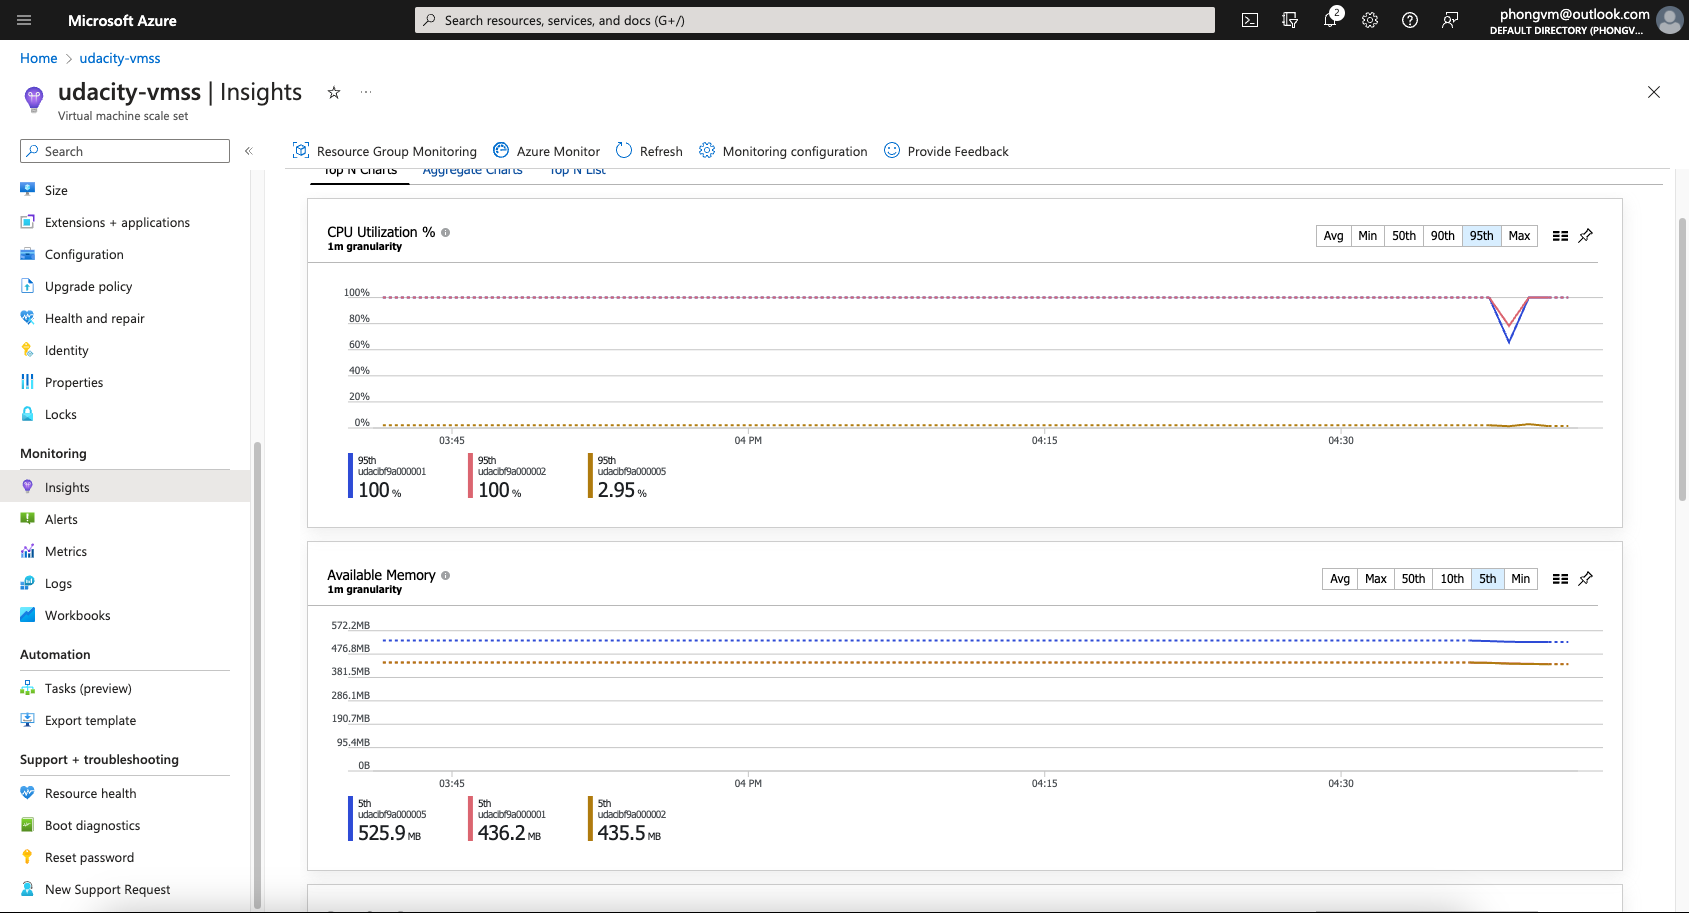 Microsoft Azure
Search resources, services, and docs (G+/)
2
phongvm@outlook.com
DEFAULT DIRECTORY (PHONGV...
Home > udacity-vmss
udacity-vmss | Insights
...
Virtual machine scale set
Search
«
Resource Group Monitoring
Azure Monitor
Refresh
Monitoring configuration
Provide Feedback
Size
Extensions + applications
Configuration
Upgrade policy
Health and repair
Identity
Properties
Locks
Monitoring
Insights
Alerts
Metrics
Logs
Workbooks
Automation
Tasks (preview)
Export template
Support + troubleshooting
Resource health
Boot diagnostics
Reset password
New Support Request
Top N Charts
Aggregate Charts
Top N List
CPU Utilization %
1m granularity
Avg Min 50th 90th 95th Max
100%
80%
60%
40%
20%
0%
03:45 04 PM 04:15 04:30
95th
udacibf9a000001
100 %
95th
udacibf9a000002
100 %
95th
udacibf9a000005
2.95 %
Available Memory
1m granularity
Avg Max 50th 10th 5th Min
572.2MB
476.8MB
381.5MB
286.1MB
190.7MB
95.4MB
0B
03:45 04 PM 04:15 04:30
5th
udacibf9a000005
525.9 MB
5th
udacibf9a000001
436.2 MB
5th
udacibf9a000002
435.5 MB